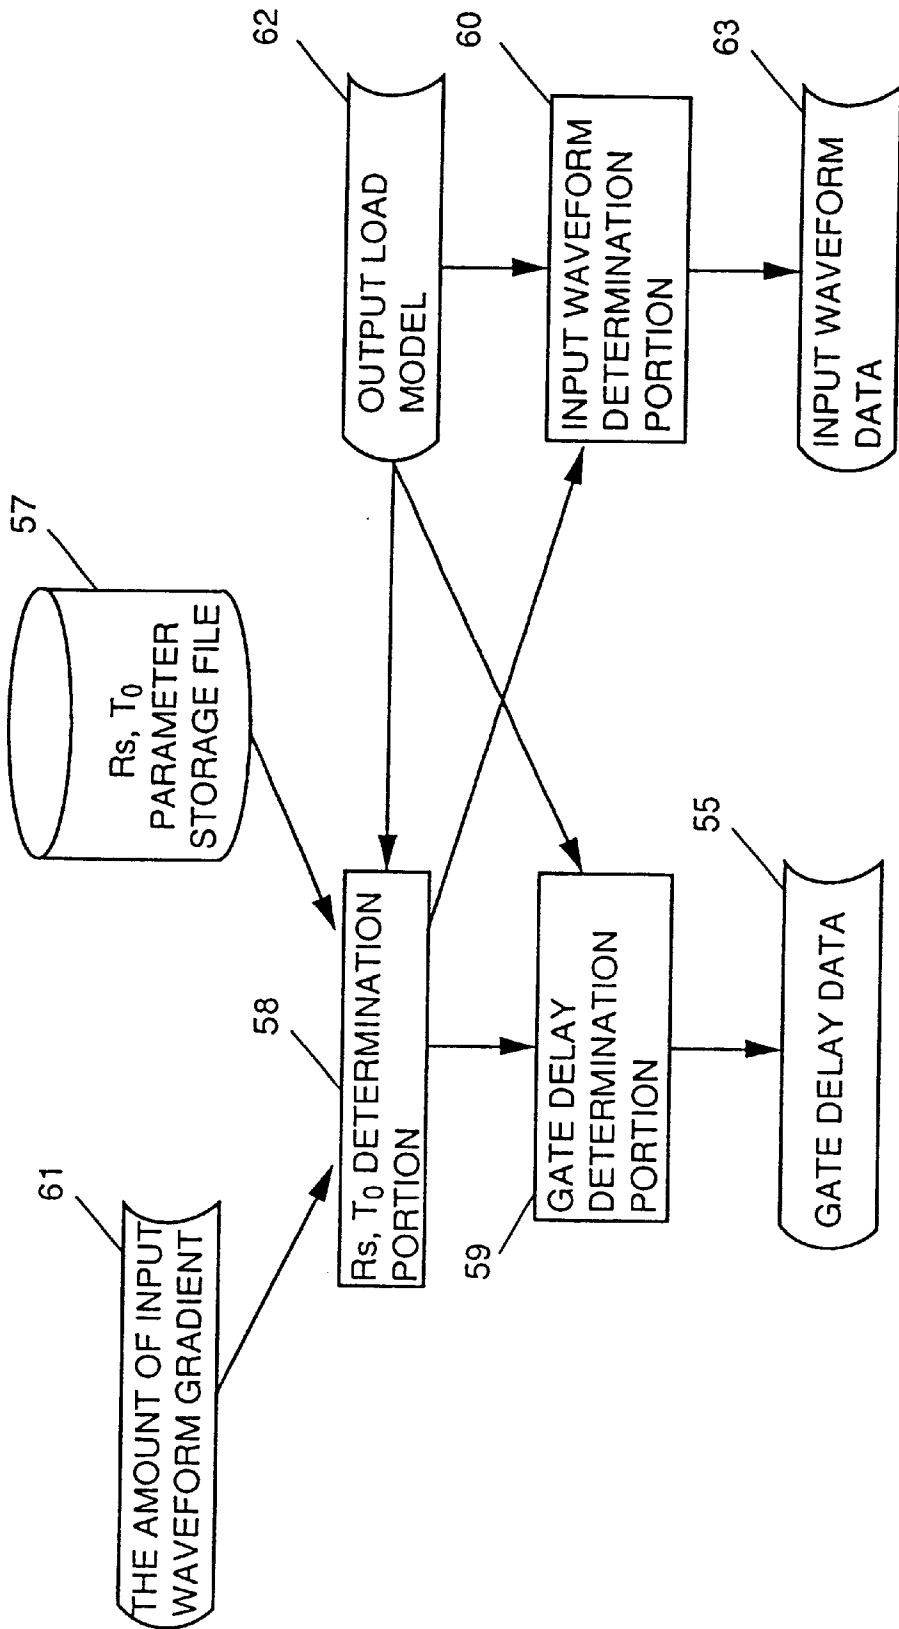 57
Rs, T0
PARAMETER
STORAGE FILE
61
THE AMOUNT OF INPUT
WAVEFORM GRADIENT
62
OUTPUT LOAD
MODEL
58
Rs, T0 DETERMINATION
PORTION
59
GATE DELAY
DETERMINATION
PORTION
60
INPUT WAVEFORM
DETERMINATION
PORTION
55
GATE DELAY DATA
63
INPUT WAVEFORM
DATA